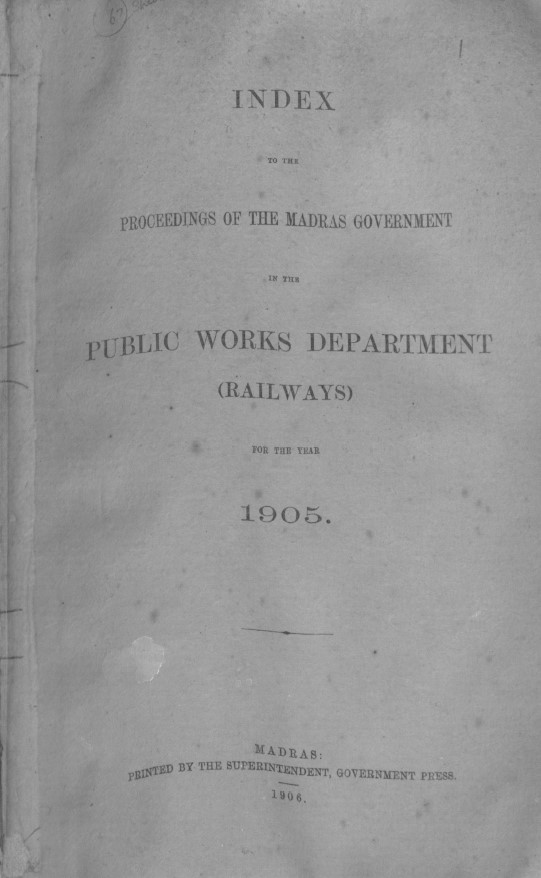 67
INDEX
TO THE
PROCEEDINGS OF THE MADRAS GOVERNMENT
IN THE
PUBLIC WORKS DEPARTMENT
(RAILWAYS)
FOR THE YEAR
1905.
MADRAS:
PRINTED BY THE SUPERINTENDENT, GOVERNMENT PRESS.
1906.